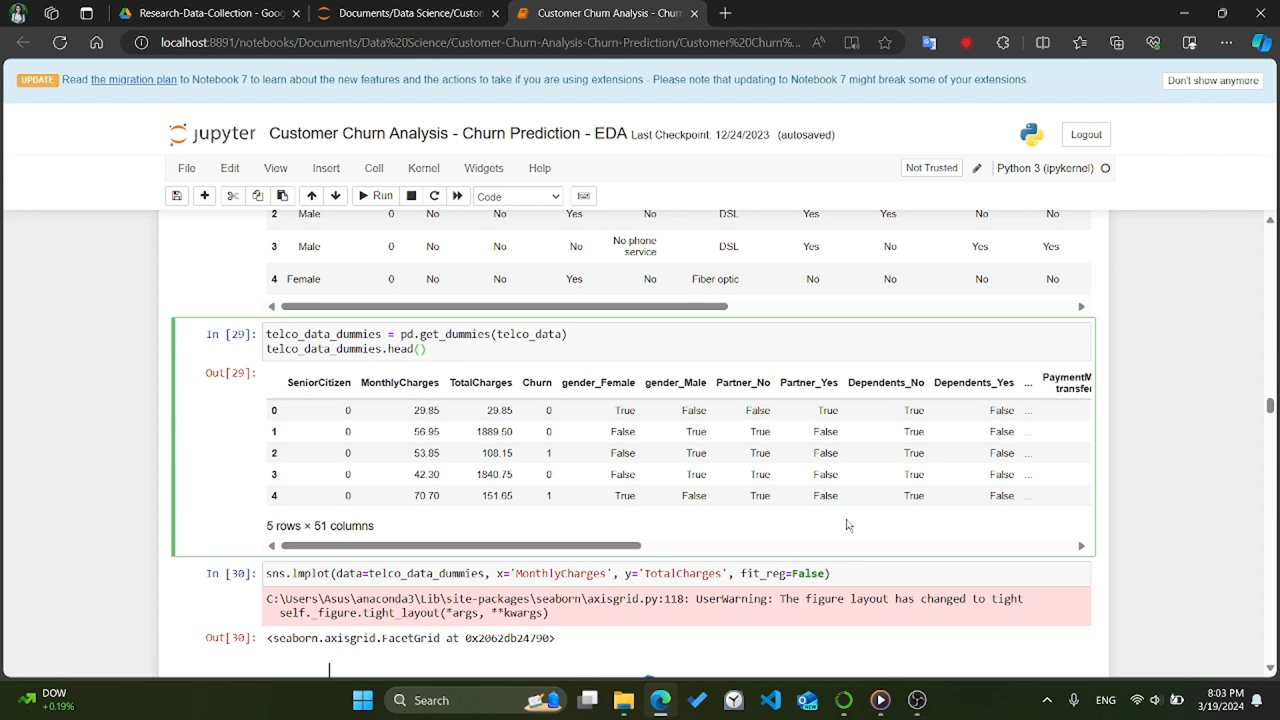 Research-Data-Collection - Goog
Documents/Data Science/Custom
Customer Churn Analysis - Churn
localhost:8891/notebooks/Documents/Data%20Science/Customer-Churn-Analysis-Churn-Prediction/Customer%20Churn%...
UPDATE Read the migration plan to Notebook 7 to learn about the new features and the actions to take if you are using extensions - Please note that updating to Notebook 7 might break some of your extensions.
Don't show anymore
jupyter Customer Churn Analysis - Churn Prediction - EDA Last Checkpoint: 12/24/2023 (autosaved)
Logout
File Edit View Insert Cell Kernel Widgets Help
Not Trusted Python 3 (ipykernel)
Run Code
2 Male 0 No No Yes No DSL Yes Yes No No
3 Male 0 No No No No phone service DSL Yes No Yes Yes
4 Female 0 No No Yes No Fiber optic No No No No
In [29]: telco_data_dummies = pd.get_dummies(telco_data)
telco_data_dummies.head()
Out[29]:
SeniorCitizen MonthlyCharges TotalCharges Churn gender_Female gender_Male Partner_No Partner_Yes Dependents_No Dependents_Yes ... PaymentM
transfer
0 0 29.85 29.85 0 True False False True True False ...
1 0 56.95 1889.50 0 False True True False True False ...
2 0 53.85 108.15 1 False True True False True False ...
3 0 42.30 1840.75 0 False True True False True False ...
4 0 70.70 151.65 1 True False True False True False ...
5 rows × 51 columns
In [30]: sns.lmplot(data=telco_data_dummies, x='MonthlyCharges', y='TotalCharges', fit_reg=False)
C:\Users\Asus\anaconda3\Lib\site-packages\seaborn\axisgrid.py:118: UserWarning: The figure layout has changed to tight
self._figure.tight_layout(*args, **kwargs)
Out[30]: <seaborn.axisgrid.FacetGrid at 0x2062db24790>
DOW
+0.19%
Search
ENG
8:03 PM
3/19/2024